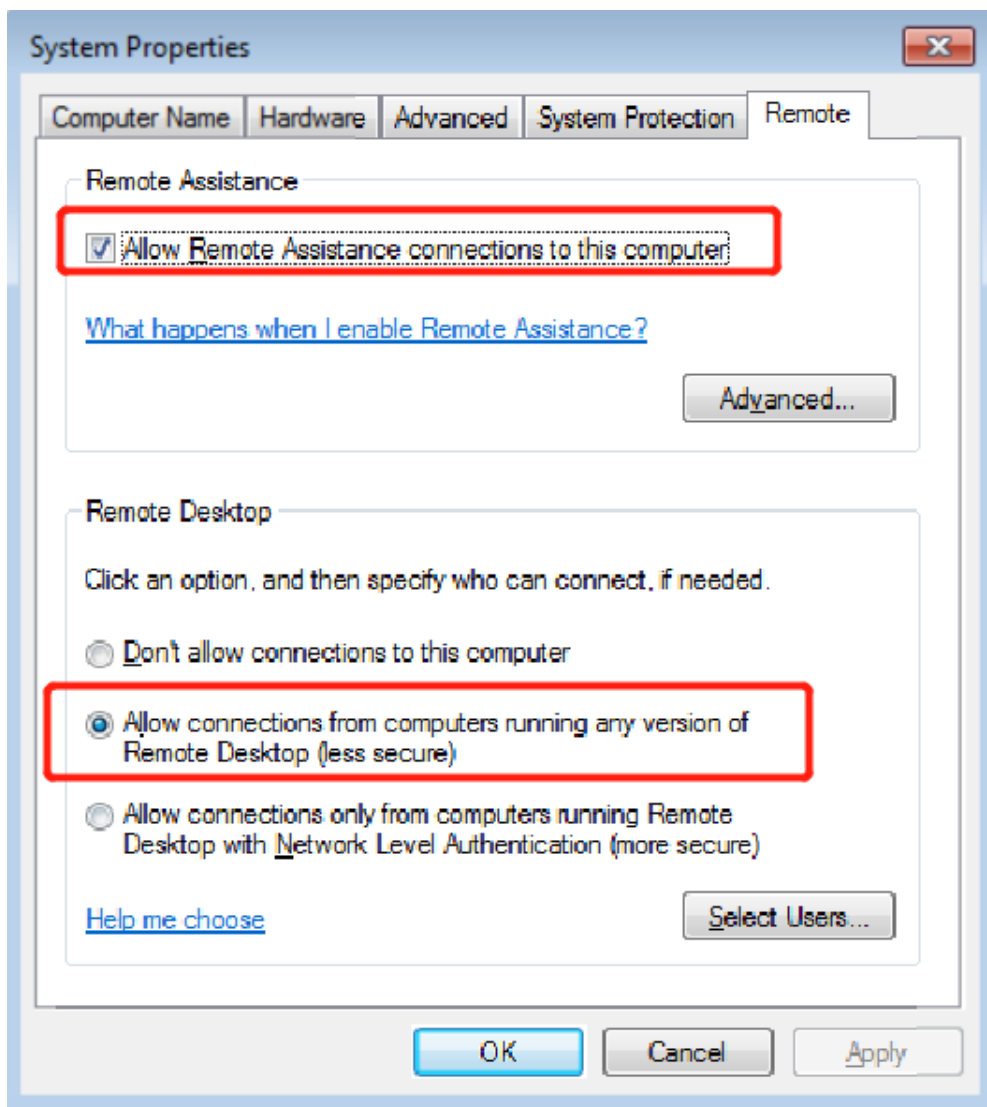 System Properties
Computer Name Hardware Advanced System Protection Remote
Remote Assistance
Allow Remote Assistance connections to this computer
What happens when I enable Remote Assistance?
Advanced...
Remote Desktop
Click an option, and then specify who can connect, if needed.
Don't allow connections to this computer
Allow connections from computers running any version of
Remote Desktop (less secure)
Allow connections only from computers running Remote
Desktop with Network Level Authentication (more secure)
Help me choose
Select Users...
OK Cancel Apply